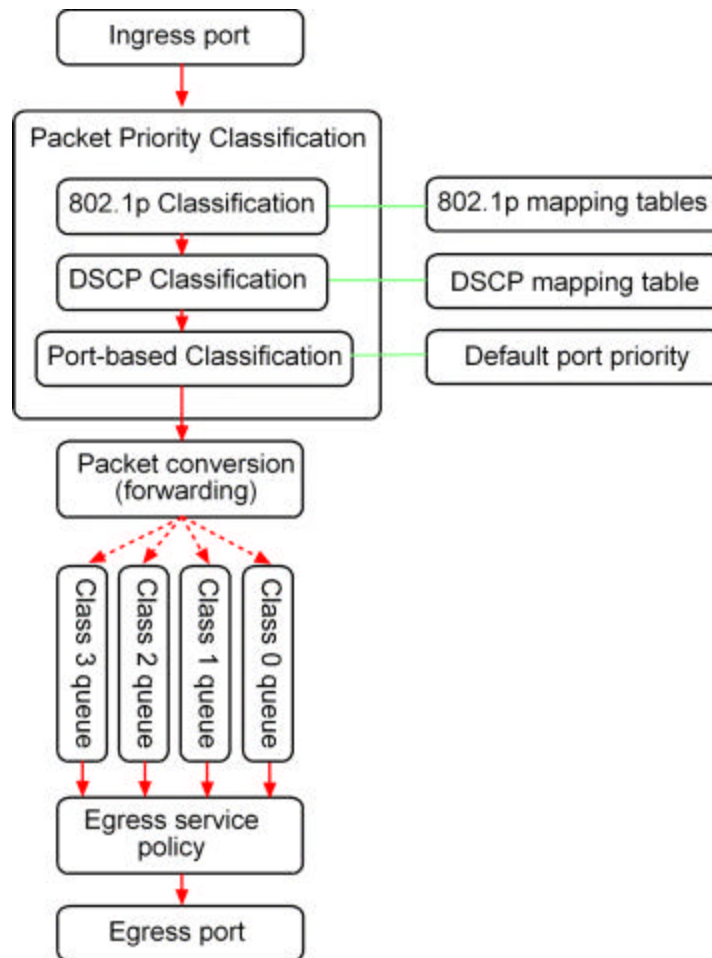 Ingress port
Packet Priority Classification
802.1p Classification
802.1p mapping tables
DSCP Classification
DSCP mapping table
Port-based Classification
Default port priority
Packet conversion
(forwarding)
Class 3 queue
Class 2 queue
Class 1 queue
Class 0 queue
Egress service
policy
Egress port